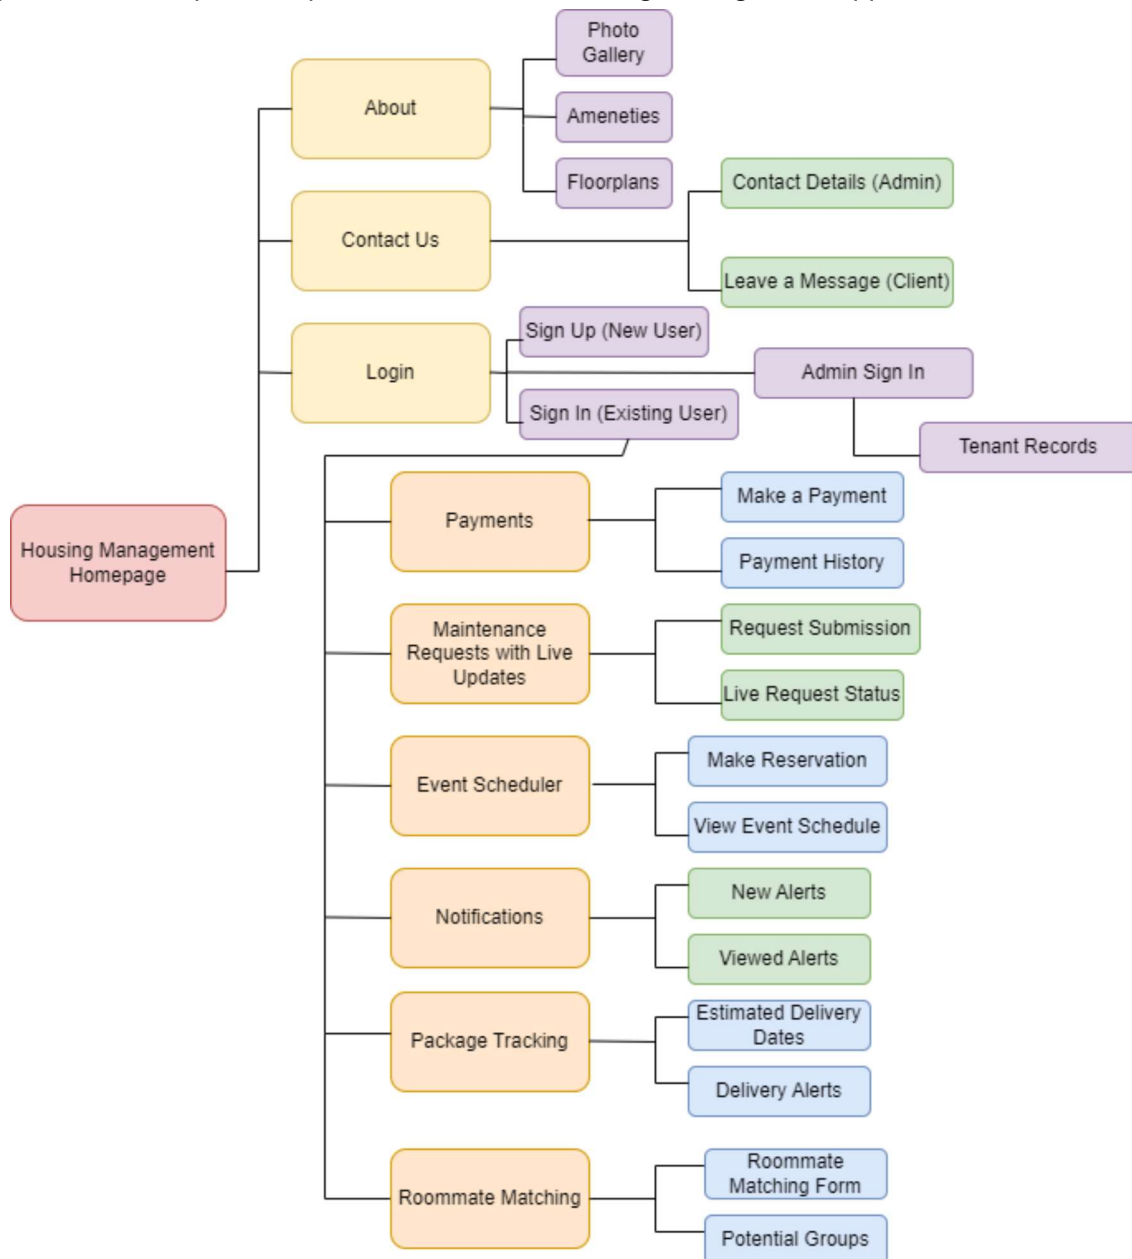 Photo
Gallery
About
Ameneties
Floorplans
Contact Details (Admin)
Contact Us
Leave a Message (Client)
Sign Up (New User)
Login
Admin Sign In
Sign In (Existing User)
Tenant Records
Payments
Make a Payment
Payment History
Housing Management
Homepage
Maintenance
Requests with Live
Updates
Request Submission
Live Request Status
Event Scheduler
Make Reservation
View Event Schedule
Notifications
New Alerts
Viewed Alerts
Package Tracking
Estimated Delivery
Dates
Delivery Alerts
Roommate Matching
Roommate
Matching Form
Potential Groups